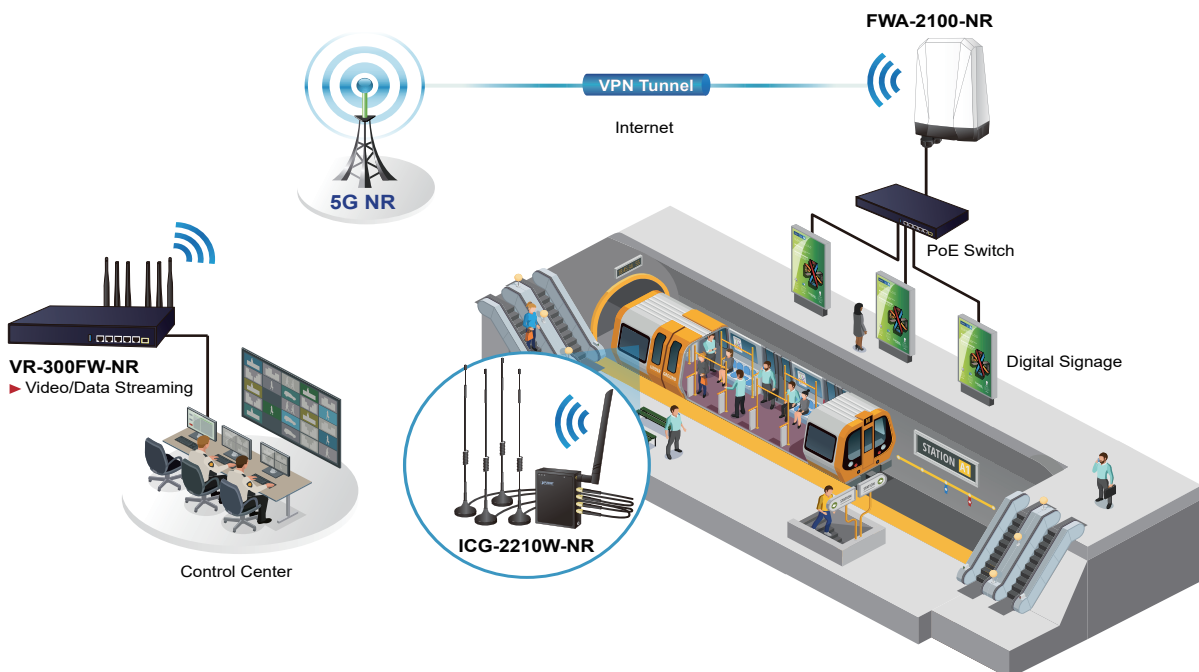 FWA-2100-NR
VPN Tunnel
Internet
5G NR
PoE Switch
VR-300FW-NR
Video/Data Streaming
Digital Signage
STATION A1
ICG-2210W-NR
Control Center